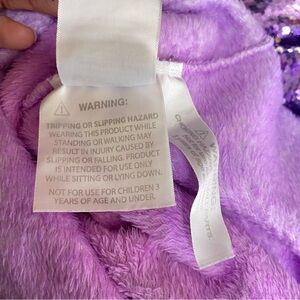 WARNING:
TRIPPING OR SLIPPING HAZARD
WEARING THIS PRODUCT WHILE
STANDING OR WALKING MAY
RESULT IN INJURY CAUSED BY
SLIPPING OR FALLING. PRODUCT
IS INTENDED FOR USE ONLY
WHILE SITTING OR LYING DOWN.
NOT FOR USE FOR CHILDREN 3
YEARS OF AGE AND UNDER.
WARNING